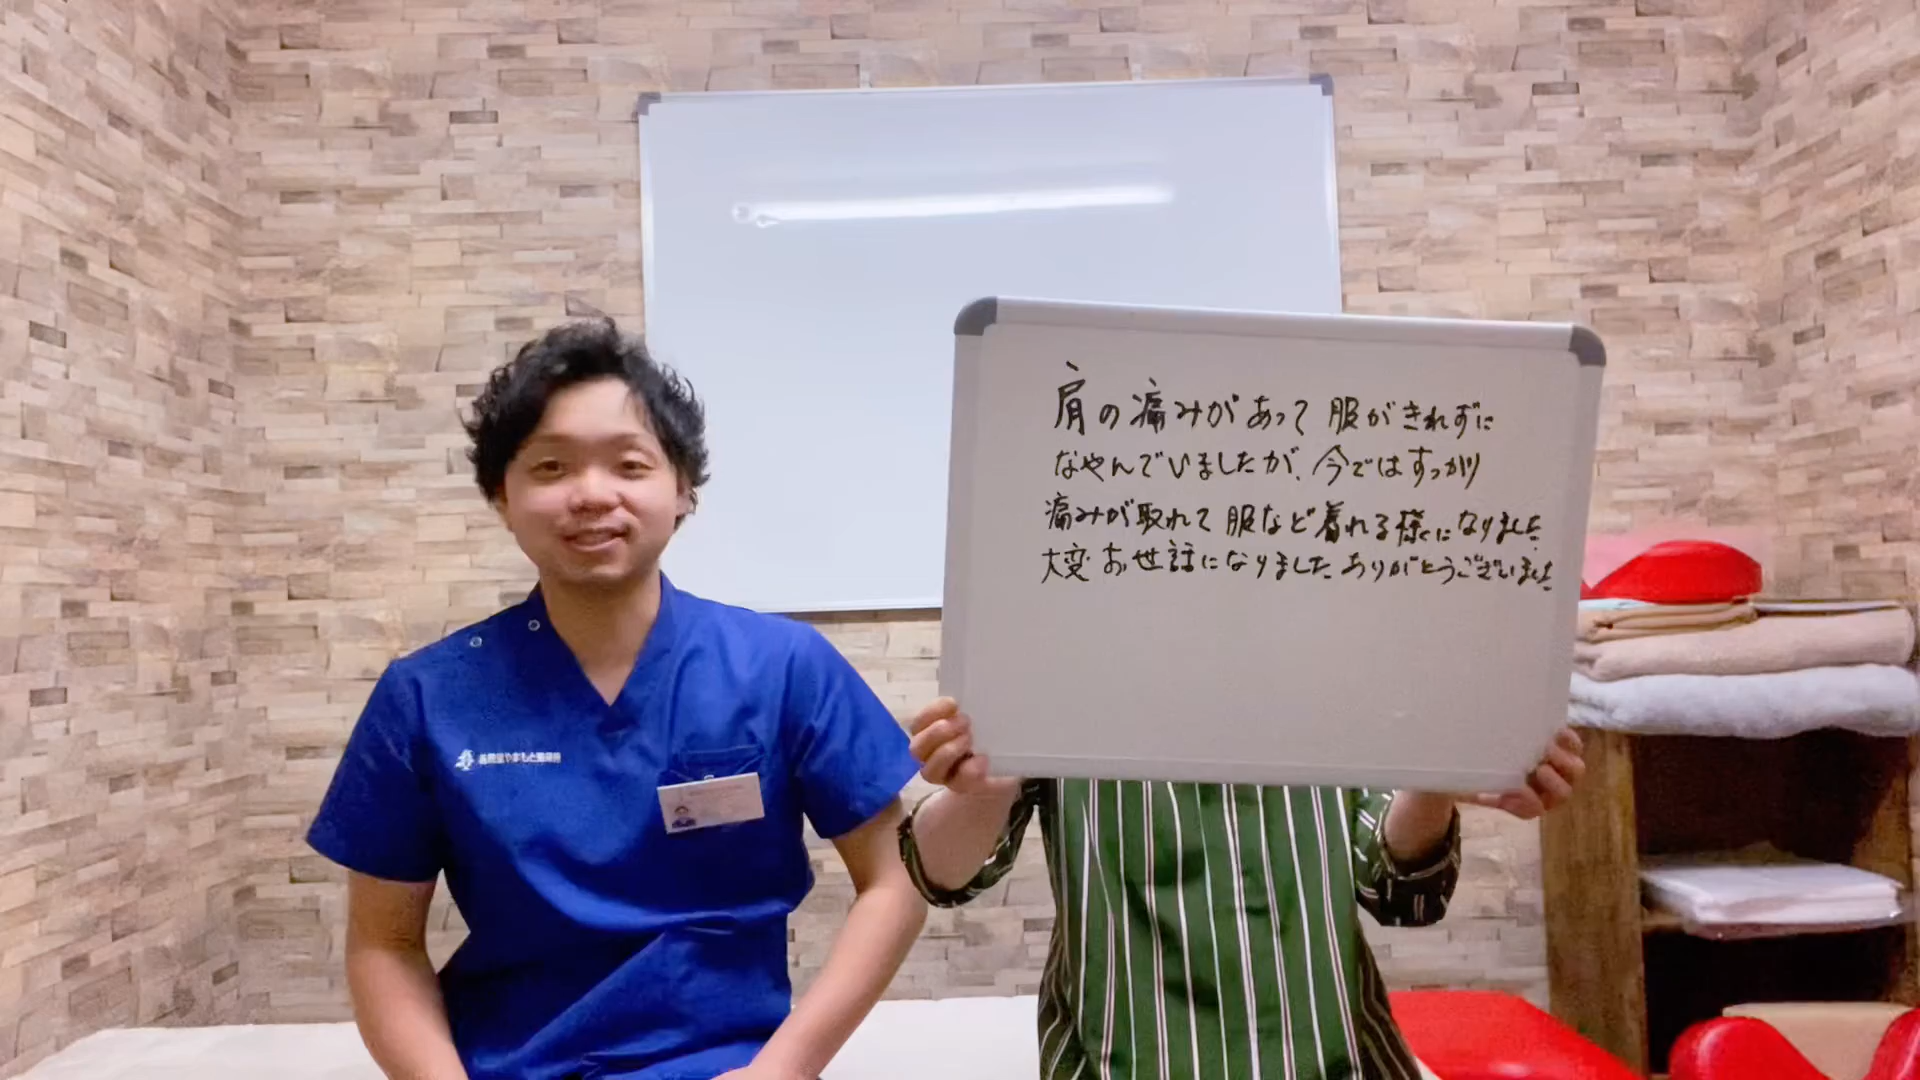 肩の痛みがあって 服がきれずに
なやんでいましたが、今ではすっかり
痛みが取れて 服など着れる様になりました
大変 お世話になりました ありがとうございました